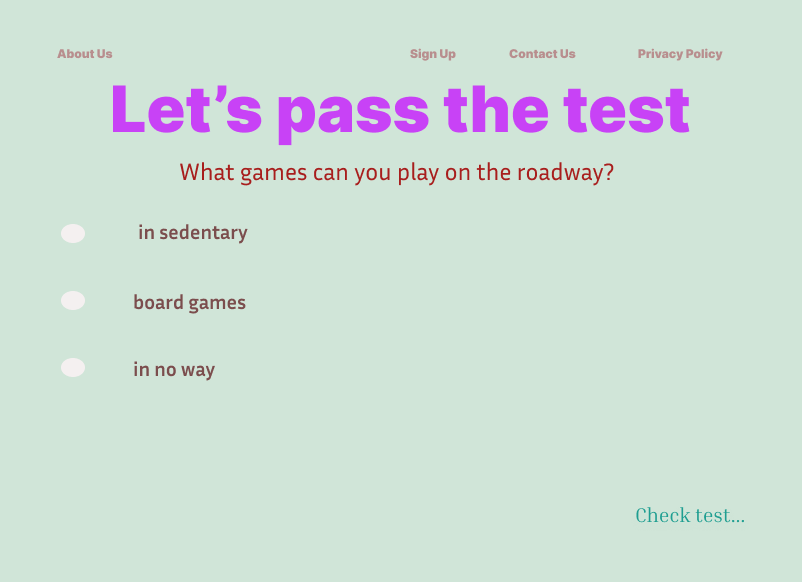 About Us Sign Up Contact Us Privacy Policy
Let’s pass the test
What games can you play on the roadway?
in sedentary
board games
in no way
Check test...